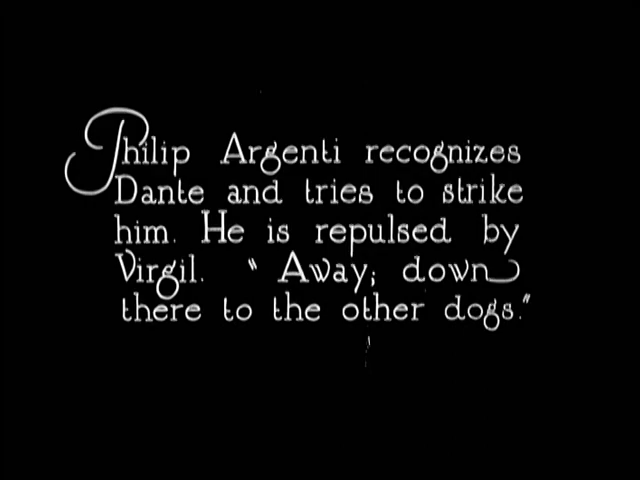 Philip Argenti recognizes
Dante and tries to strike
him. He is repulsed by
Virgil. " Away; down
there to the other dogs."